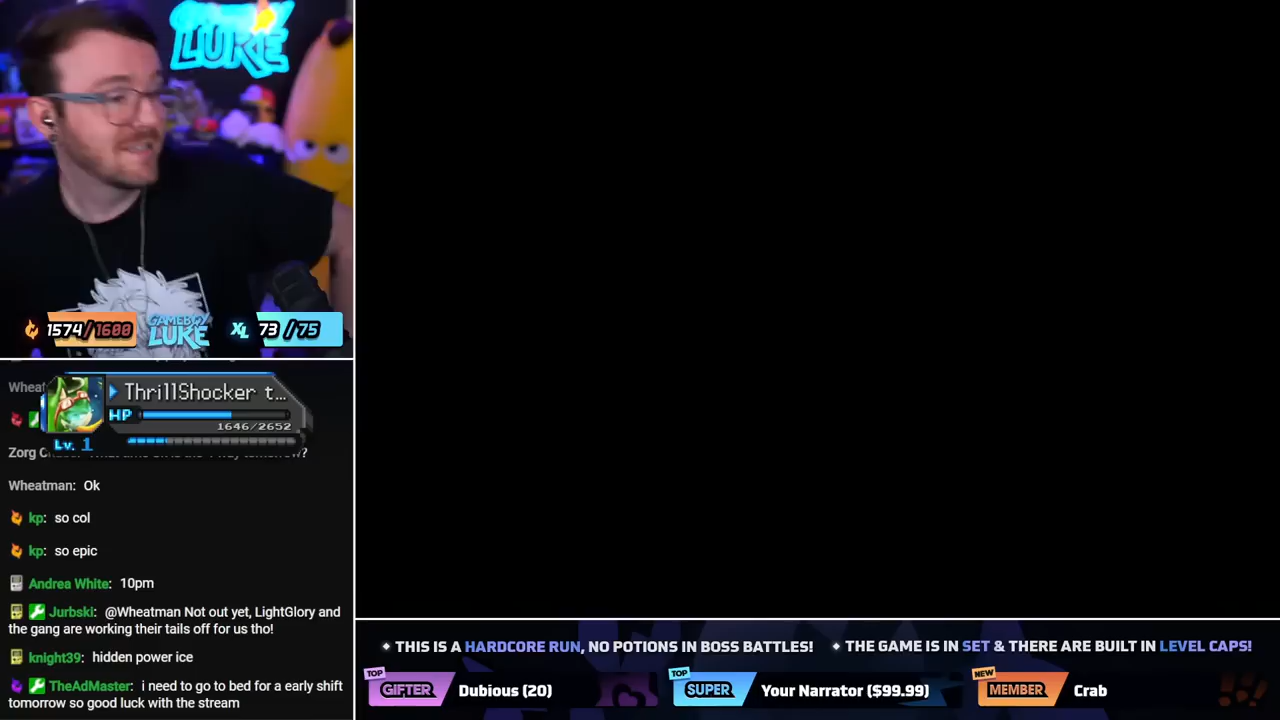 LUKE
1574/1600
GAMEBOY
LUKE
XL 73 /75
ThrillShocker t...
HP
1646/2652
Lv. 1
Wheatman: Ok
kp: so col
kp: so epic
Andrea White: 10pm
Jurbski: @Wheatman Not out yet, LightGlory and
the gang are working their tails off for us tho!
knight39: hidden power ice
TheAdMaster: i need to go to bed for a early shift
tomorrow so good luck with the stream
THIS IS A HARDCORE RUN, NO POTIONS IN BOSS BATTLES!
THE GAME IS IN SET & THERE ARE BUILT IN LEVEL CAPS!
TOP
GIFTER
Dubious (20)
TOP
SUPER
Your Narrator ($99.99)
NEW
MEMBER
Crab